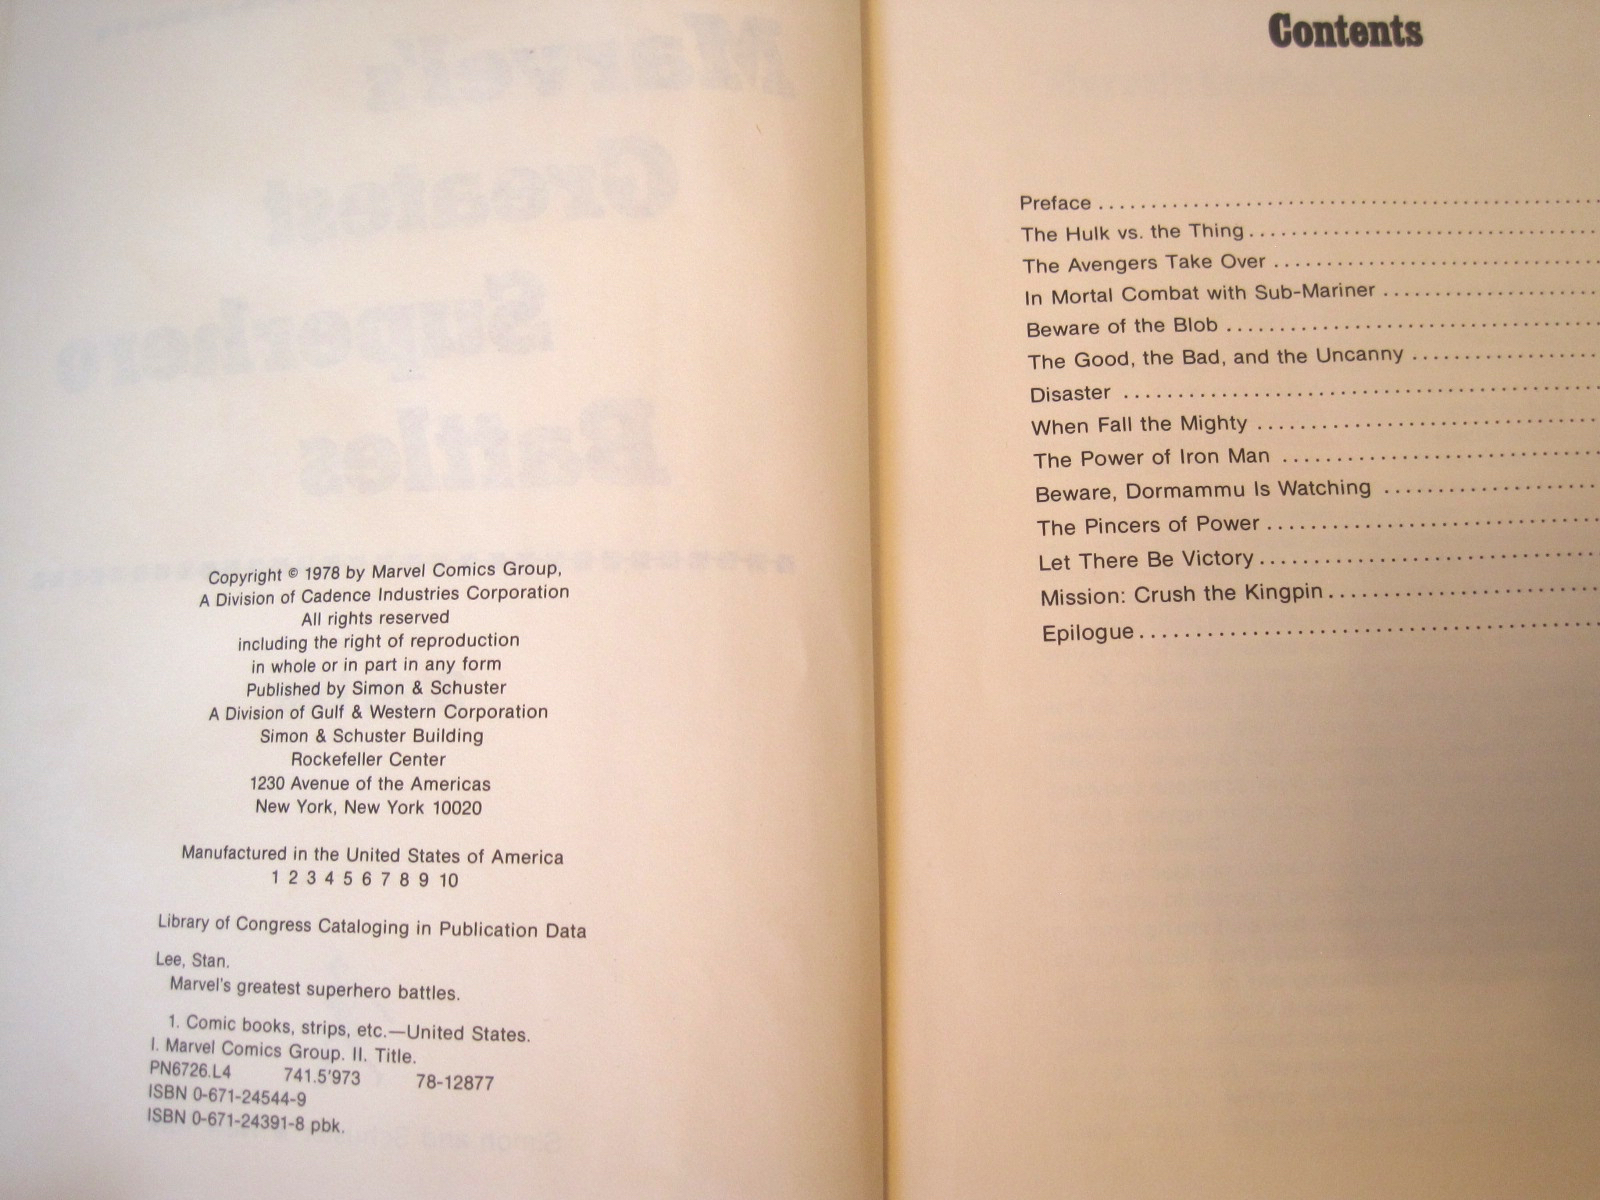 Marvel's
Greatest
Superhero
Battles
Copyright © 1978 by Marvel Comics Group,
A Division of Cadence Industries Corporation
All rights reserved
including the right of reproduction
in whole or in part in any form
Published by Simon & Schuster
A Division of Gulf & Western Corporation
Simon & Schuster Building
Rockefeller Center
1230 Avenue of the Americas
New York, New York 10020
Manufactured in the United States of America
1 2 3 4 5 6 7 8 9 10
Library of Congress Cataloging in Publication Data
Lee, Stan.
Marvel's greatest superhero battles.
1. Comic books, strips, etc.—United States.
I. Marvel Comics Group. II. Title.
PN6726.L4 741.5'973 78-12877
ISBN 0-671-24544-9
ISBN 0-671-24391-8 pbk.
Contents
Preface
The Hulk vs. the Thing
The Avengers Take Over
In Mortal Combat with Sub-Mariner
Beware of the Blob
The Good, the Bad, and the Uncanny
Disaster
When Fall the Mighty
The Power of Iron Man
Beware, Dormammu Is Watching
The Pincers of Power
Let There Be Victory
Mission: Crush the Kingpin
Epilogue